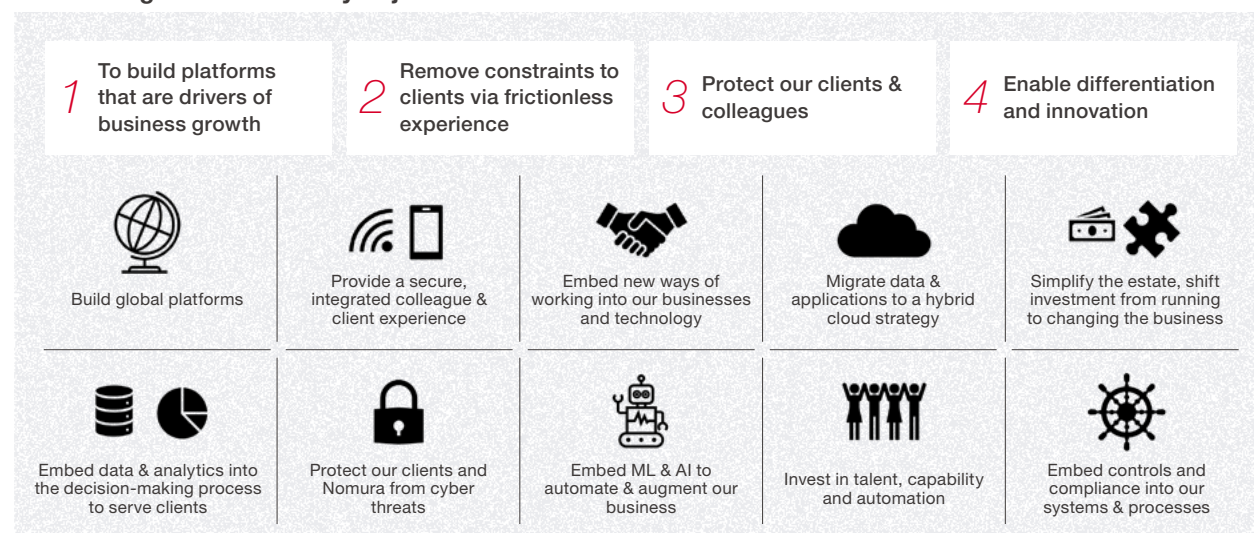 1
To build platforms
that are drivers of
business growth
2
Remove constraints to
clients via frictionless
experience
3
Protect our clients &
colleagues
4
Enable differentiation
and innovation
Build global platforms
Provide a secure,
integrated colleague &
client experience
Embed new ways of
working into our businesses
and technology
Migrate data &
applications to a hybrid
cloud strategy
Simplify the estate, shift
investment from running
to changing the business
Embed data & analytics into
the decision-making process
to serve clients
Protect our clients and
Nomura from cyber
threats
Embed ML & AI to
automate & augment our
business
Invest in talent, capability
and automation
Embed controls and
compliance into our
systems & processes